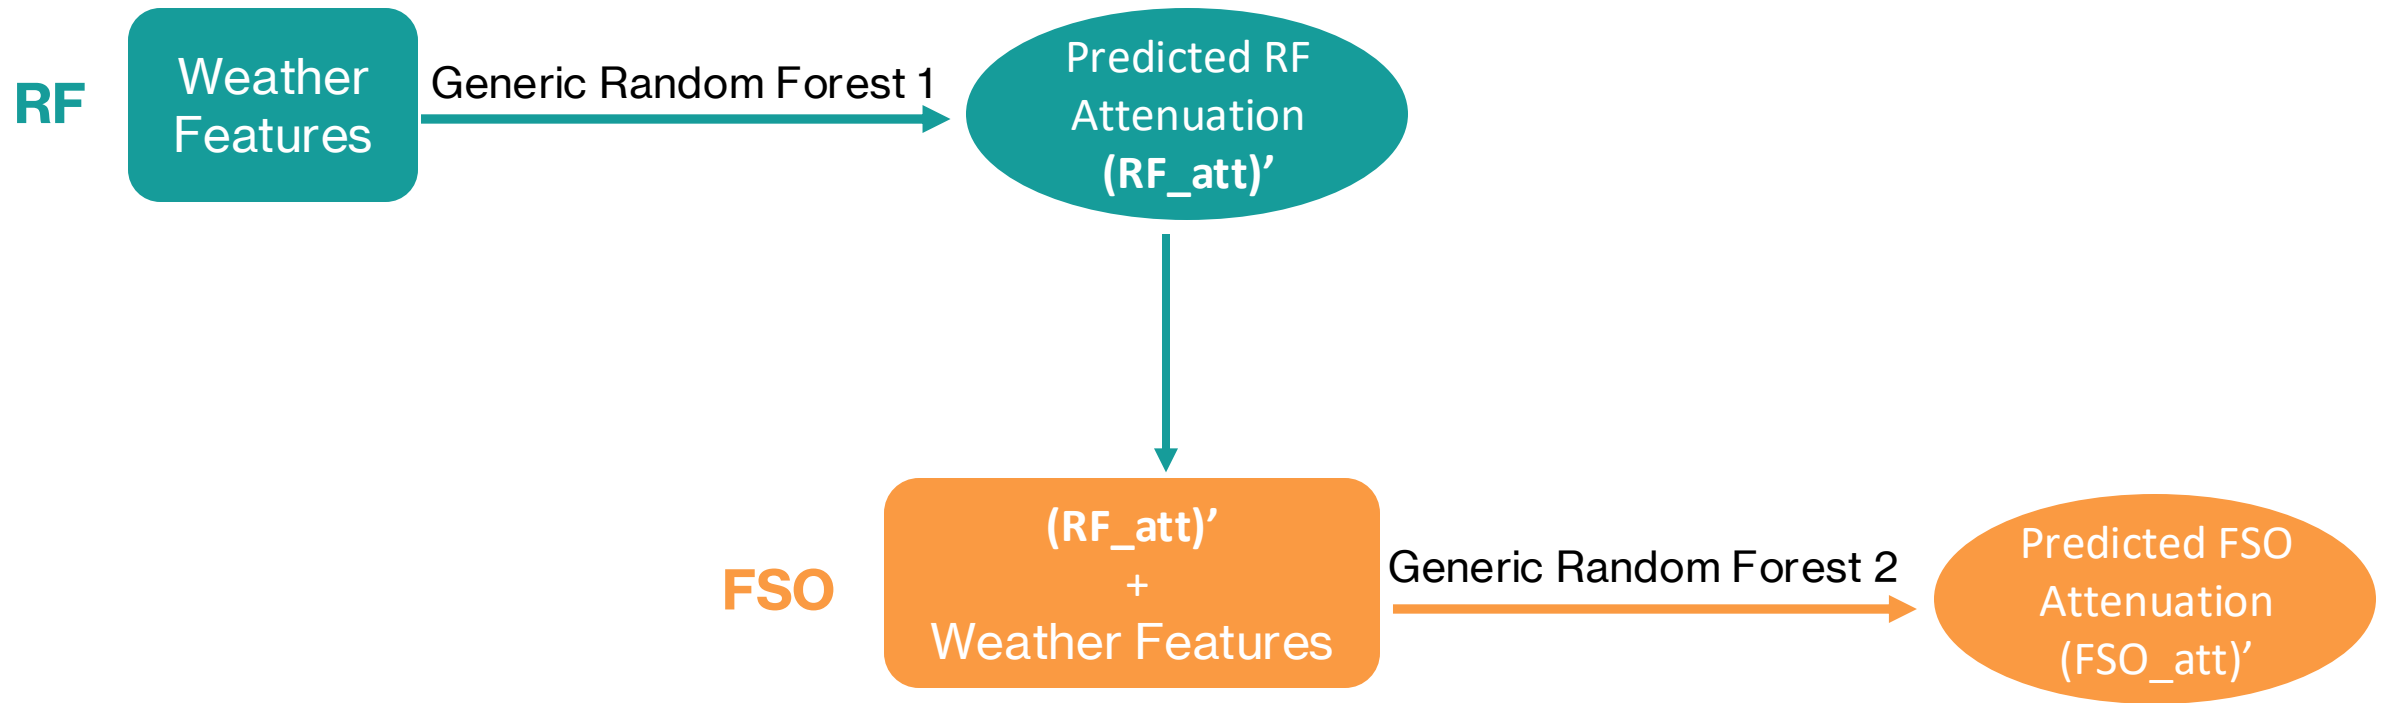 RF
Weather
Features
Generic Random Forest 1
Predicted RF
Attenuation
(RF_att)’
FSO
(RF_att)’
+
Weather Features
Generic Random Forest 2
Predicted FSO
Attenuation
(FSO_att)’